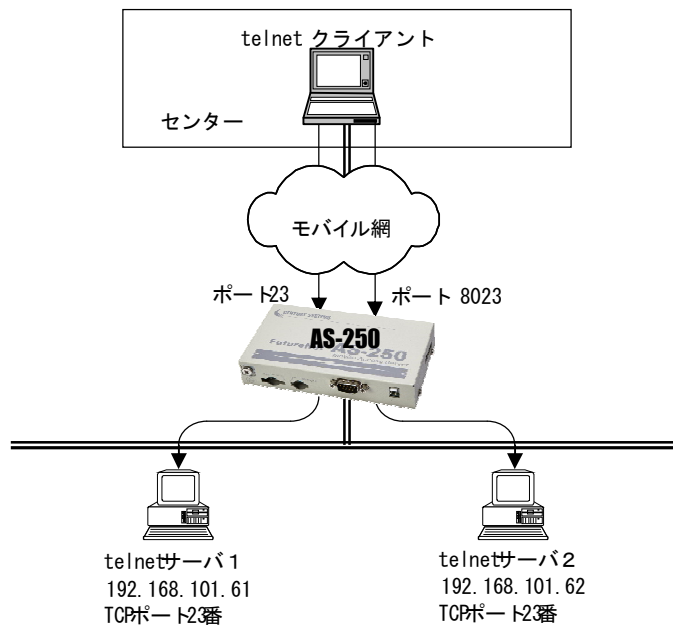 telnet クライアント
センター
モバイル網
ポート23
ポート 8023
CENTURY SYSTEMS
AS-250
FutureNet AS-250
telnetサーバ1
192.168.101.61
TCPポート23番
telnetサーバ2
192.168.101.62
TCPポート23番